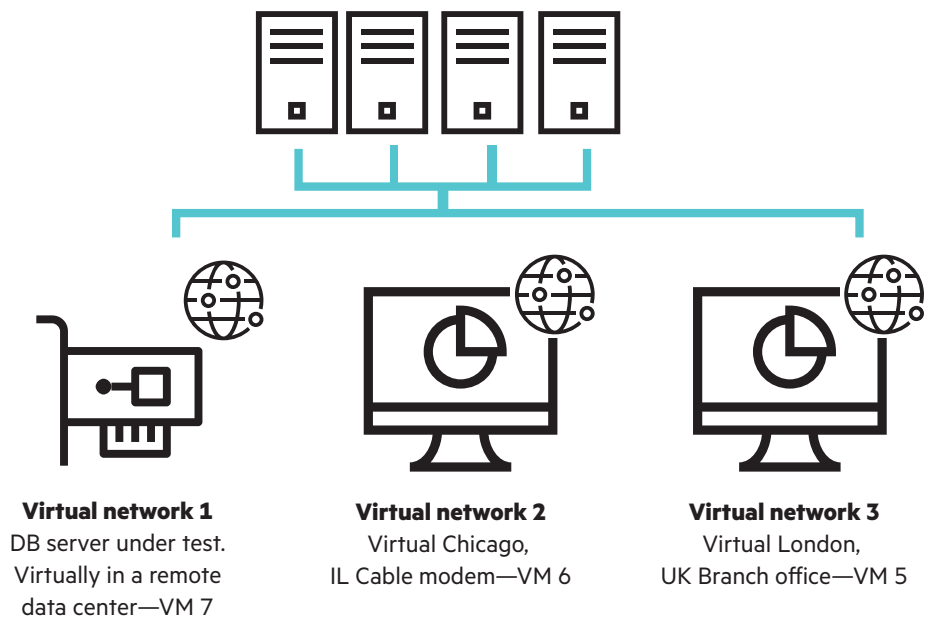 Virtual network 1
DB server under test.
Virtually in a remote
data center—VM 7
Virtual network 2
Virtual Chicago,
IL Cable modem—VM 6
Virtual network 3
Virtual London,
UK Branch office—VM 5